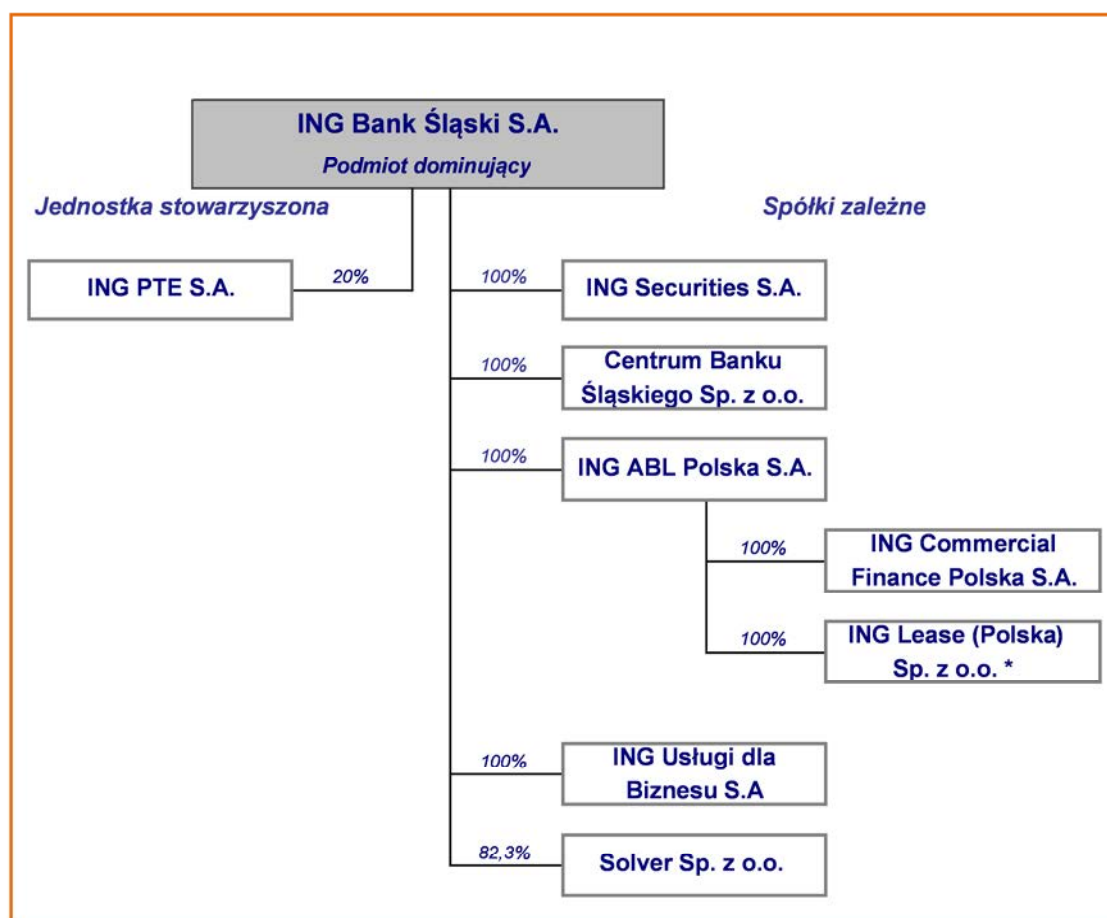 ING Bank Śląski S.A.
Podmiot dominujący
Jednostka stowarzyszona
Spółki zależne
ING PTE S.A.
20%
100%
ING Securities S.A.
100%
Centrum Banku
Śląskiego Sp. z o.o.
100%
ING ABL Polska S.A.
100%
ING Commercial
Finance Polska S.A.
100%
ING Lease (Polska)
Sp. z o.o. *
100%
ING Usługi dla
Biznesu S.A
82,3%
Solver Sp. z o.o.